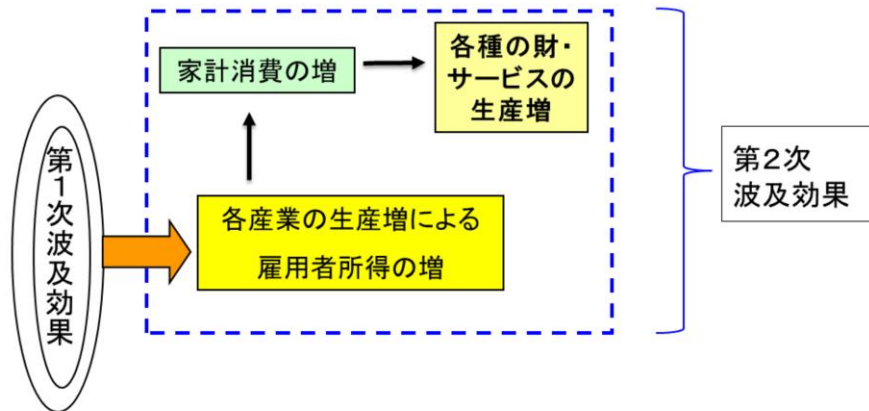 第1次波及効果
家計消費の増
各種の財・
サービスの
生産増
各産業の生産増による
雇用者所得の増
第2次
波及効果